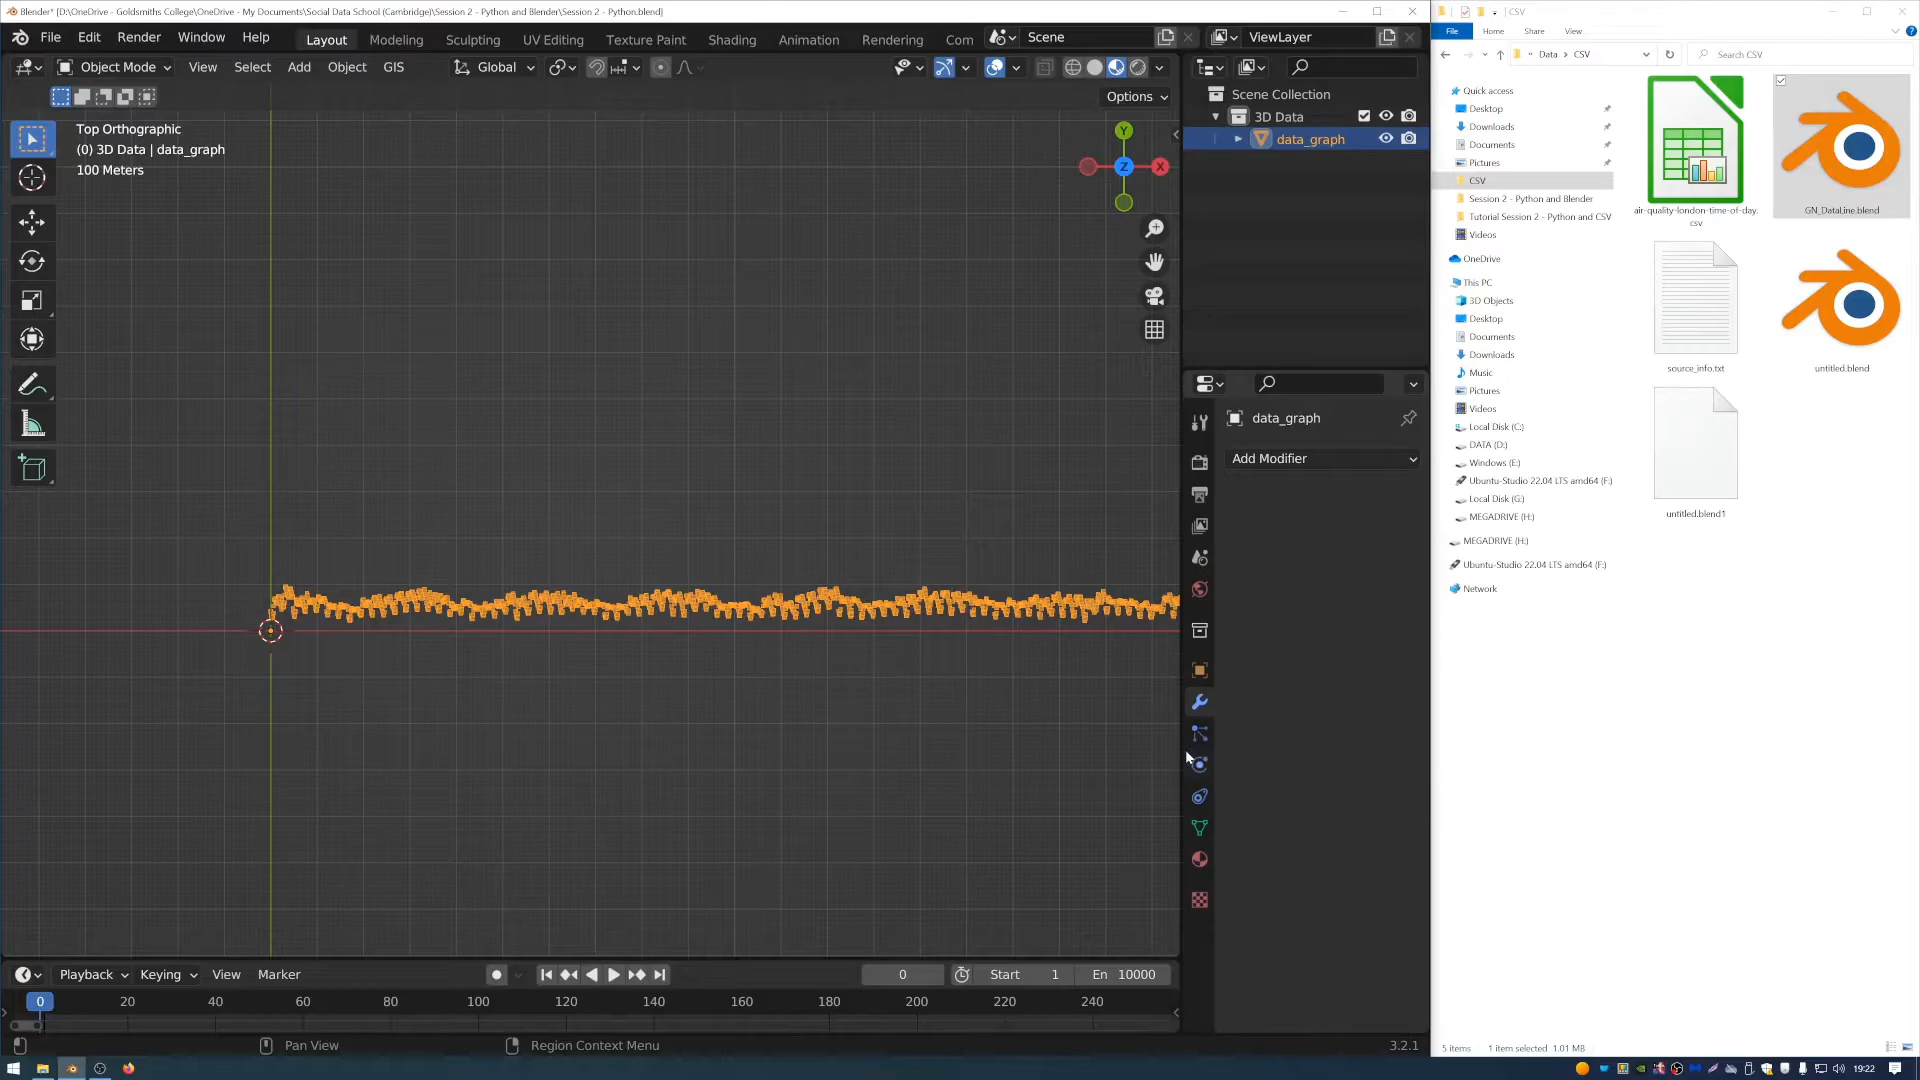 Blender* [D:\OneDrive - Goldsmiths College\OneDrive - My Documents\Social Data School (Cambridge)\Session 2 - Python and Blender\Session 2 - Python.blend]
File Edit Render Window Help Layout Modeling Sculpting UV Editing Texture Paint Shading Animation Rendering Com Scene ViewLayer
Object Mode View Select Add Object GIS Global
Options
Top Orthographic
(0) 3D Data | data_graph
100 Meters
Y
X
Z
Scene Collection
3D Data
data_graph
data_graph
Add Modifier
Playback Keying View Marker 0 Start 1 En 10000
0 20 40 60 80 100 120 140 160 180 200 220 240
Pan View Region Context Menu 3.2.1
CSV
File Home Share View
Data CSV Search CSV
Quick access
Desktop
Downloads
Documents
Pictures
CSV
Session 2 - Python and Blender
Tutorial Session 2 - Python and CSV
Videos
OneDrive
This PC
3D Objects
Desktop
Documents
Downloads
Music
Pictures
Videos
Local Disk (C:)
DATA (D:)
Windows (E:)
Ubuntu-Studio 22.04 LTS amd64 (F:)
Local Disk (G:)
MEGADRIVE (H:)
MEGADRIVE (H:)
Ubuntu-Studio 22.04 LTS amd64 (F:)
Network
air-quality-london-time-of-day.
csv
GN_DataLine.blend
source_info.txt
untitled.blend
untitled.blend1
5 items 1 item selected 1.01 MB
19:22